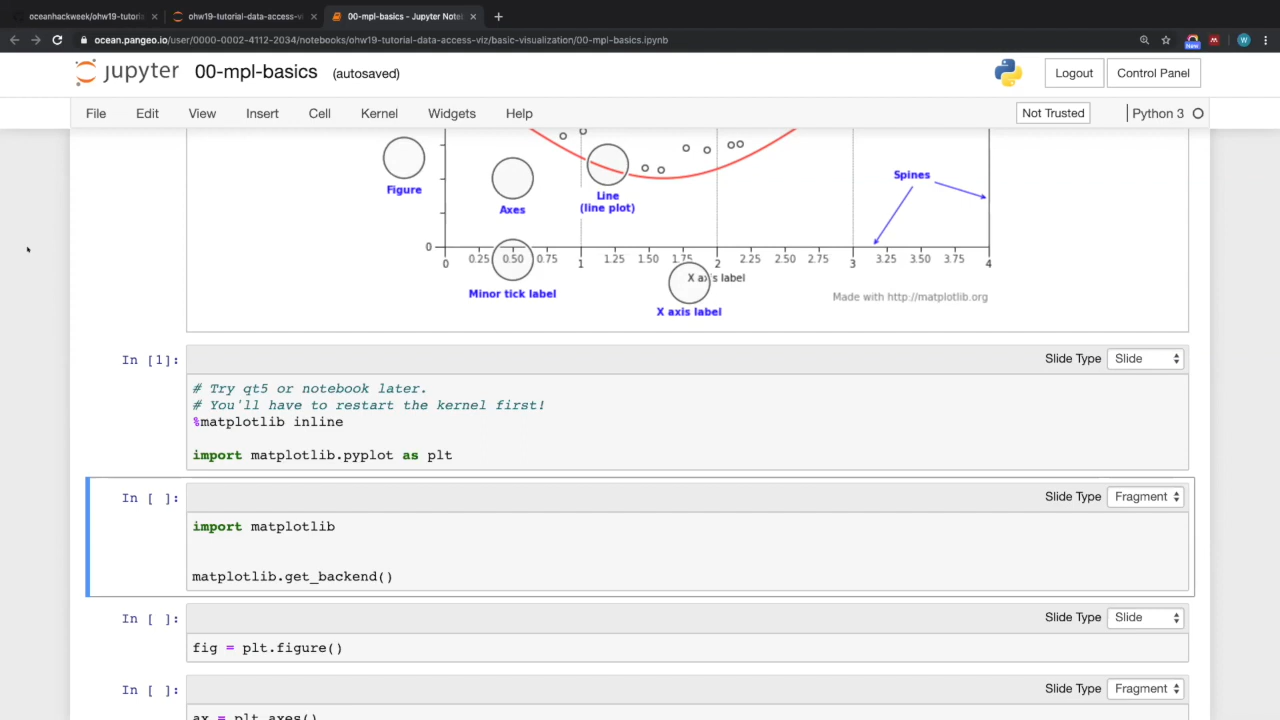 oceanhackweek/ohw19-tutoria
ohw19-tutorial-data-access-vi
00-mpl-basics - Jupyter Note
ocean.pangeo.io/user/0000-0002-4112-2034/notebooks/ohw19-tutorial-data-access-viz/basic-visualization/00-mpl-basics.ipynb
New
W
jupyter 00-mpl-basics (autosaved)
Logout
Control Panel
File Edit View Insert Cell Kernel Widgets Help
Not Trusted
Python 3
Figure
Axes
Line
(line plot)
Spines
0
0 0.25 0.50 0.75 1 1.25 1.50 1.75 2 2.25 2.50 2.75 3 3.25 3.50 3.75 4
X axis label
Minor tick label
X axis label
Made with http://matplotlib.org
In [1]:
Slide Type Slide
# Try qt5 or notebook later.
# You'll have to restart the kernel first!
%matplotlib inline
import matplotlib.pyplot as plt
In [ ]:
Slide Type Fragment
import matplotlib
matplotlib.get_backend()
In [ ]:
Slide Type Slide
fig = plt.figure()
In [ ]:
Slide Type Fragment
ax = plt.axes()